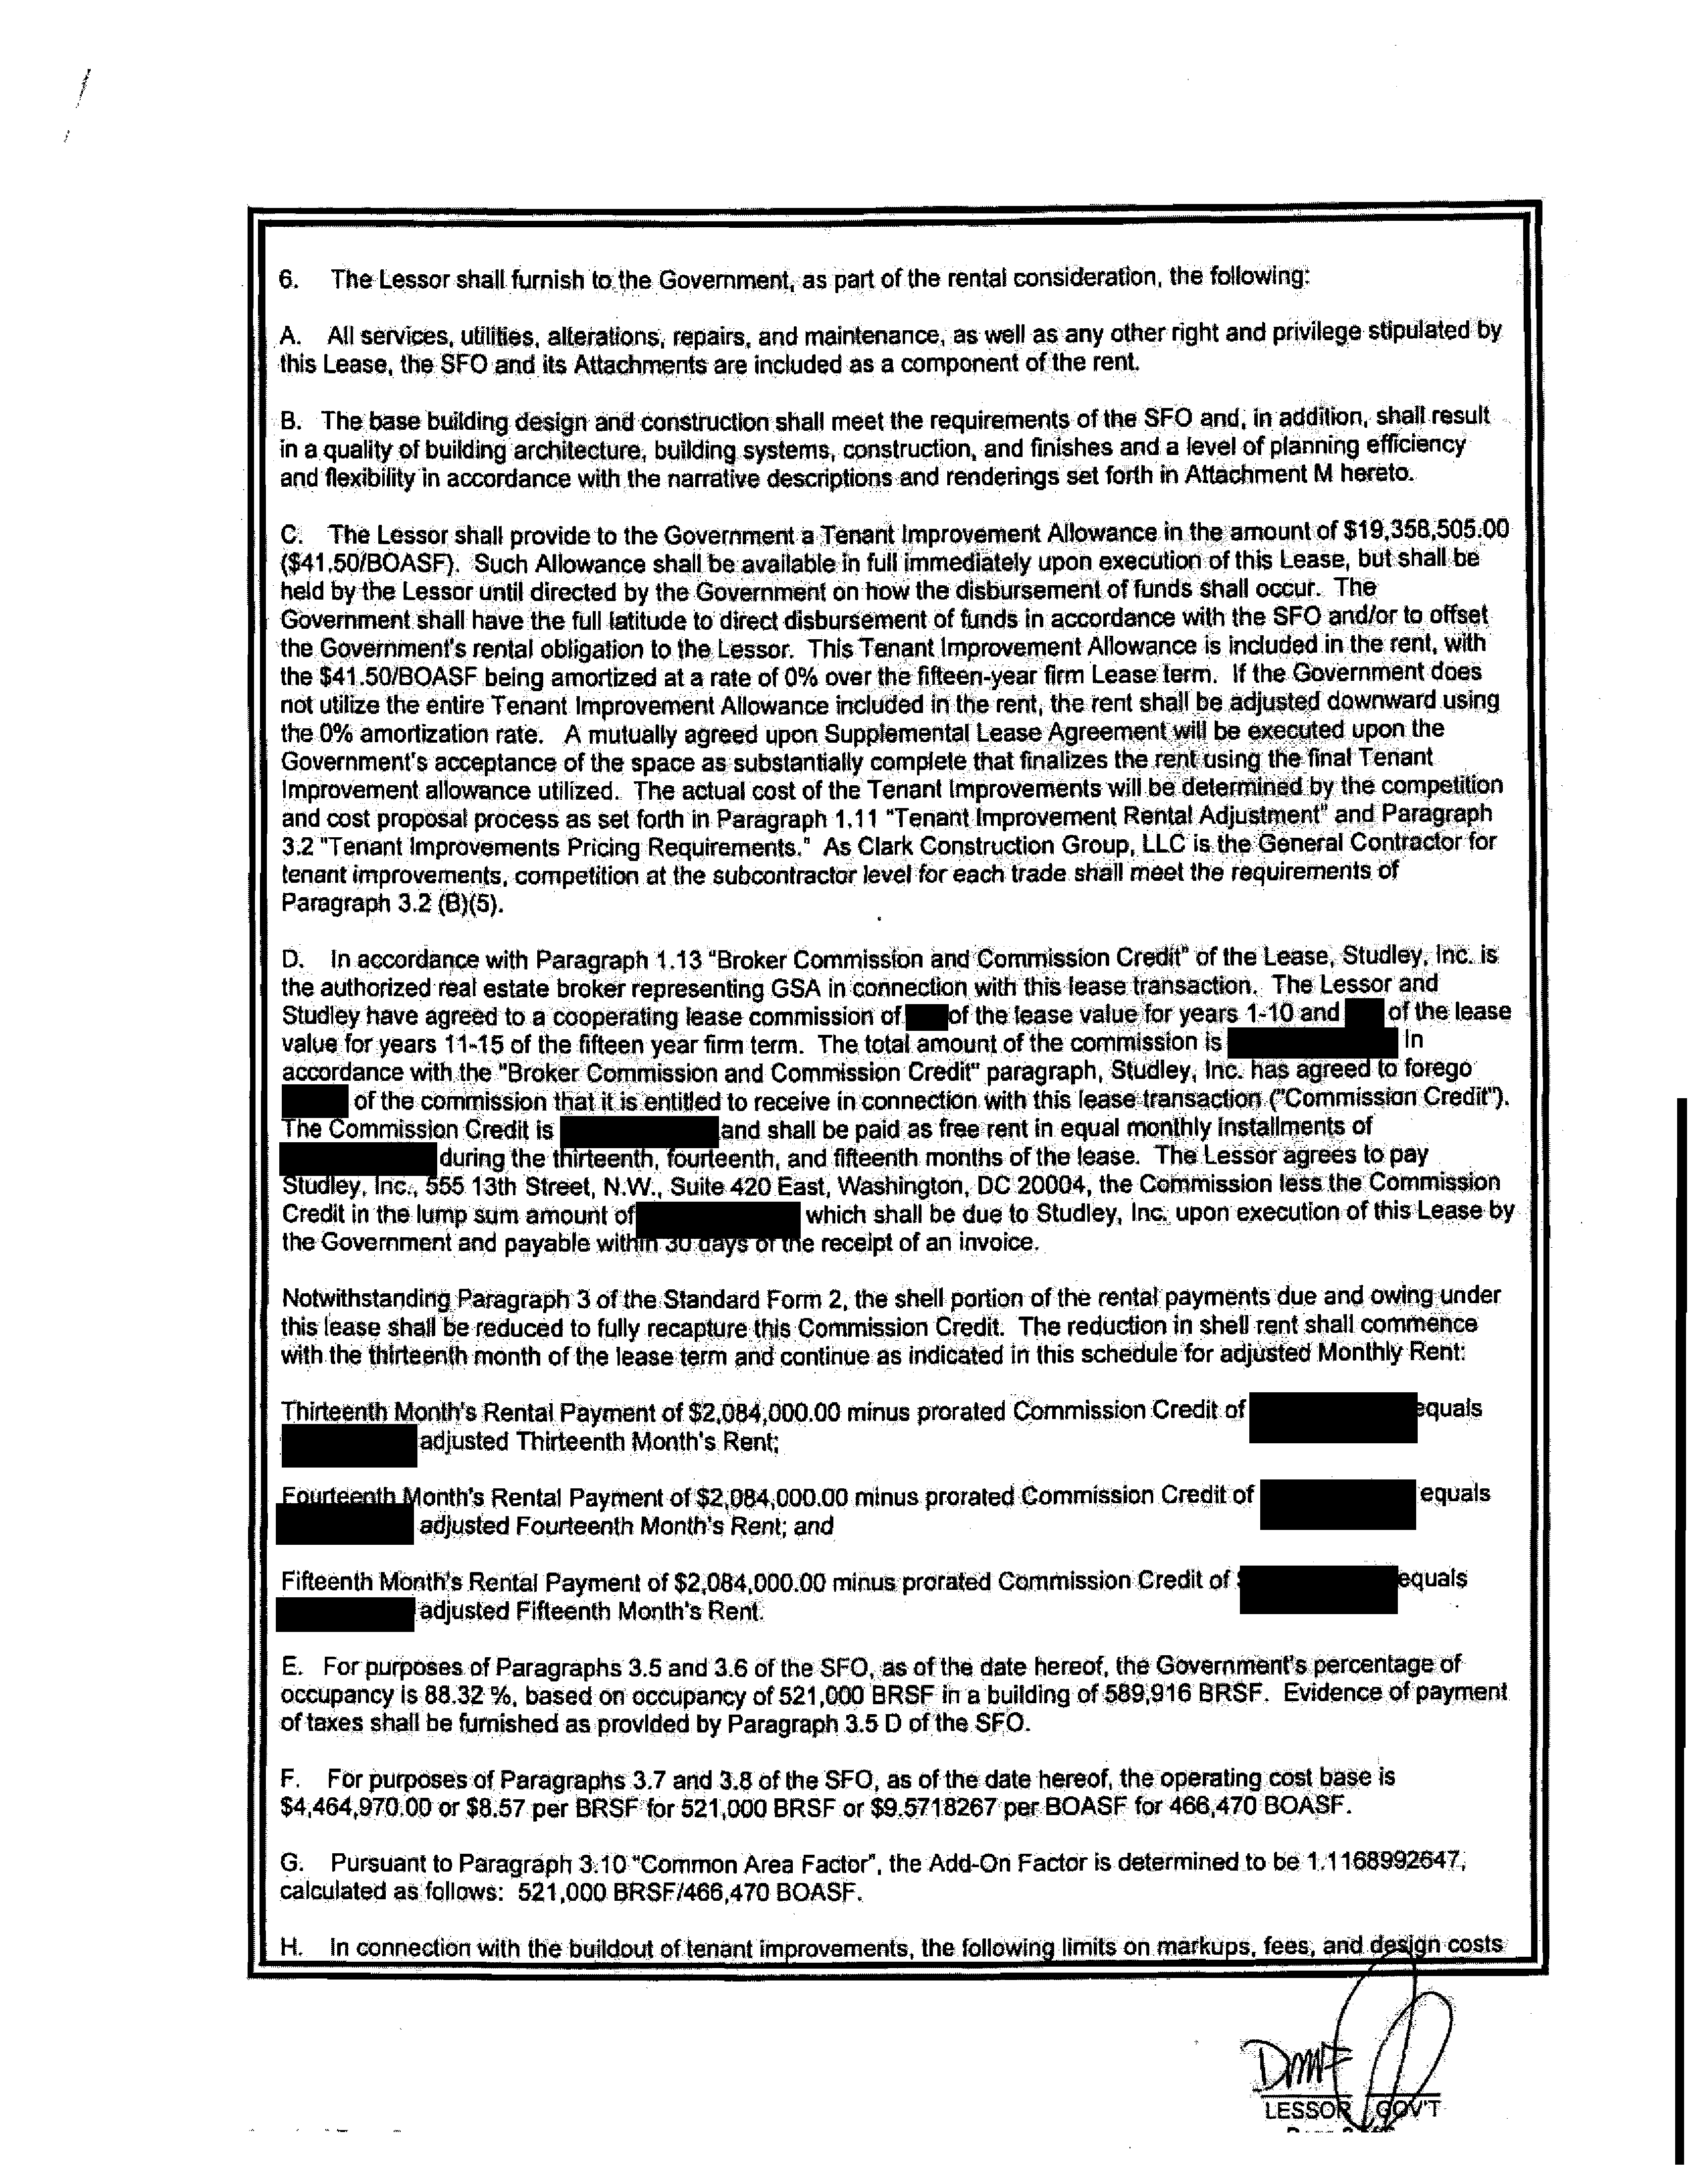 6. The Lessor shall furnish to the Government, as part of the rental consideration, the following:
A. All services, utilities, alterations, repairs, and maintenance, as well as any other right and privilege stipulated by
this Lease, the SFO and its Attachments are included as a component of the rent.
B. The base building design and construction shall meet the requirements of the SFO and, in addition, shall result
in a quality of building architecture, building systems, construction, and finishes and a level of planning efficiency
and flexibility in accordance with the narrative descriptions and renderings set forth in Attachment M hereto.
C. The Lessor shall provide to the Government a Tenant Improvement Allowance in the amount of $19,358,505.00
($41.50/BOASF). Such Allowance shall be available in full immediately upon execution of this Lease, but shall be
held by the Lessor until directed by the Government on how the disbursement of funds shall occur. The
Government shall have the full latitude to direct disbursement of funds in accordance with the SFO and/or to offset
the Government's rental obligation to the Lessor. This Tenant Improvement Allowance is included in the rent, with
the $41.50/BOASF being amortized at a rate of 0% over the fifteen-year firm Lease term. If the Government does
not utilize the entire Tenant Improvement Allowance included in the rent, the rent shall be adjusted downward using
the 0% amortization rate. A mutually agreed upon Supplemental Lease Agreement will be executed upon the
Government's acceptance of the space as substantially complete that finalizes the rent using the final Tenant
Improvement allowance utilized. The actual cost of the Tenant Improvements will be determined by the competition
and cost proposal process as set forth in Paragraph 1.11 "Tenant Improvement Rental Adjustment" and Paragraph
3.2 "Tenant Improvements Pricing Requirements." As Clark Construction Group, LLC is the General Contractor for
tenant improvements, competition at the subcontractor level for each trade shall meet the requirements of
Paragraph 3.2 (B)(5).
D. In accordance with Paragraph 1.13 "Broker Commission and Commission Credit" of the Lease, Studley, Inc. is
the authorized real estate broker representing GSA in connection with this lease transaction. The Lessor and
Studley have agreed to a cooperating lease commission of of the lease value for years 1-10 and of the lease
value for years 11-15 of the fifteen year firm term. The total amount of the commission is In
accordance with the "Broker Commission and Commission Credit" paragraph, Studley, Inc. has agreed to forego
of the commission that it is entitled to receive in connection with this lease transaction ("Commission Credit").
The Commission Credit is and shall be paid as free rent in equal monthly installments of
during the thirteenth, fourteenth, and fifteenth months of the lease. The Lessor agrees to pay
Studley, Inc., 555 13th Street, N.W., Suite 420 East, Washington, DC 20004, the Commission less the Commission
Credit in the lump sum amount of which shall be due to Studley, Inc. upon execution of this Lease by
the Government and payable within 30 days of the receipt of an invoice.
Notwithstanding Paragraph 3 of the Standard Form 2, the shell portion of the rental payments due and owing under
this lease shall be reduced to fully recapture this Commission Credit. The reduction in shell rent shall commence
with the thirteenth month of the lease term and continue as indicated in this schedule for adjusted Monthly Rent:
Thirteenth Month's Rental Payment of $2,084,000.00 minus prorated Commission Credit of equals
adjusted Thirteenth Month's Rent;
Fourteenth Month's Rental Payment of $2,084,000.00 minus prorated Commission Credit of equals
adjusted Fourteenth Month's Rent; and
Fifteenth Month's Rental Payment of $2,084,000.00 minus prorated Commission Credit of equals
adjusted Fifteenth Month's Rent.
E. For purposes of Paragraphs 3.5 and 3.6 of the SFO, as of the date hereof, the Government's percentage of
occupancy is 88.32 %, based on occupancy of 521,000 BRSF in a building of 589,916 BRSF. Evidence of payment
of taxes shall be furnished as provided by Paragraph 3.5 D of the SFO.
F. For purposes of Paragraphs 3.7 and 3.8 of the SFO, as of the date hereof, the operating cost base is
$4,464,970.00 or $8.57 per BRSF for 521,000 BRSF or $9.5718267 per BOASF for 466,470 BOASF.
G. Pursuant to Paragraph 3.10 "Common Area Factor", the Add-On Factor is determined to be 1.1168992647,
calculated as follows: 521,000 BRSF/466,470 BOASF.
H. In connection with the buildout of tenant improvements, the following limits on markups, fees, and design costs
DMF
LESSOR GOV'T